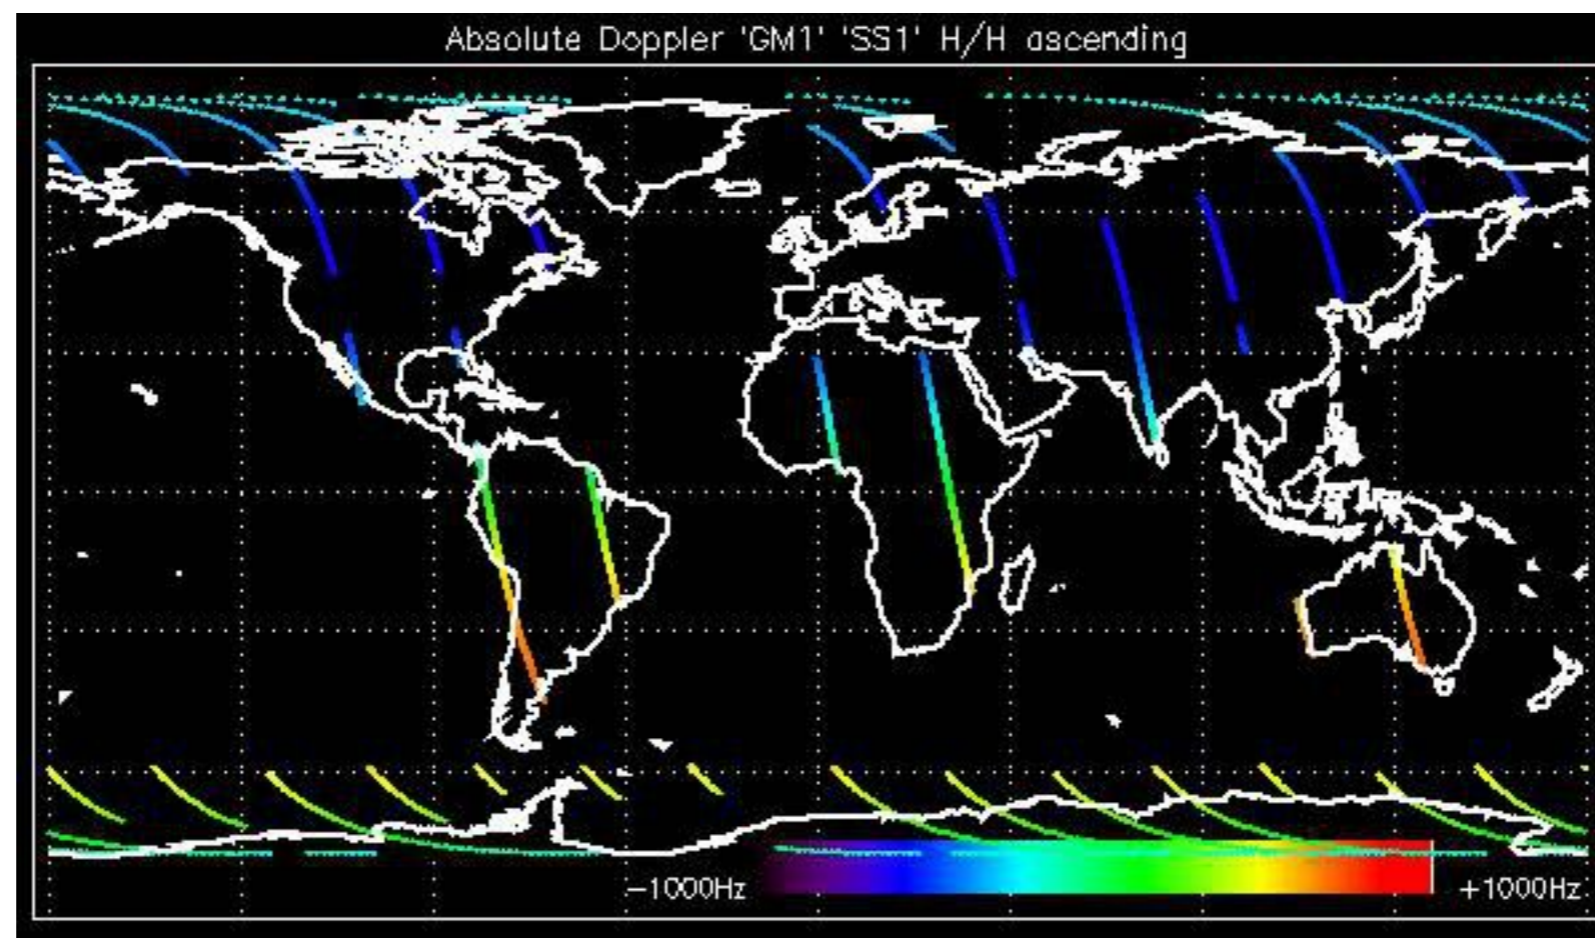 Absolute Doppler 'GM1' 'SS1' H/H ascending
-1000Hz +1000Hz